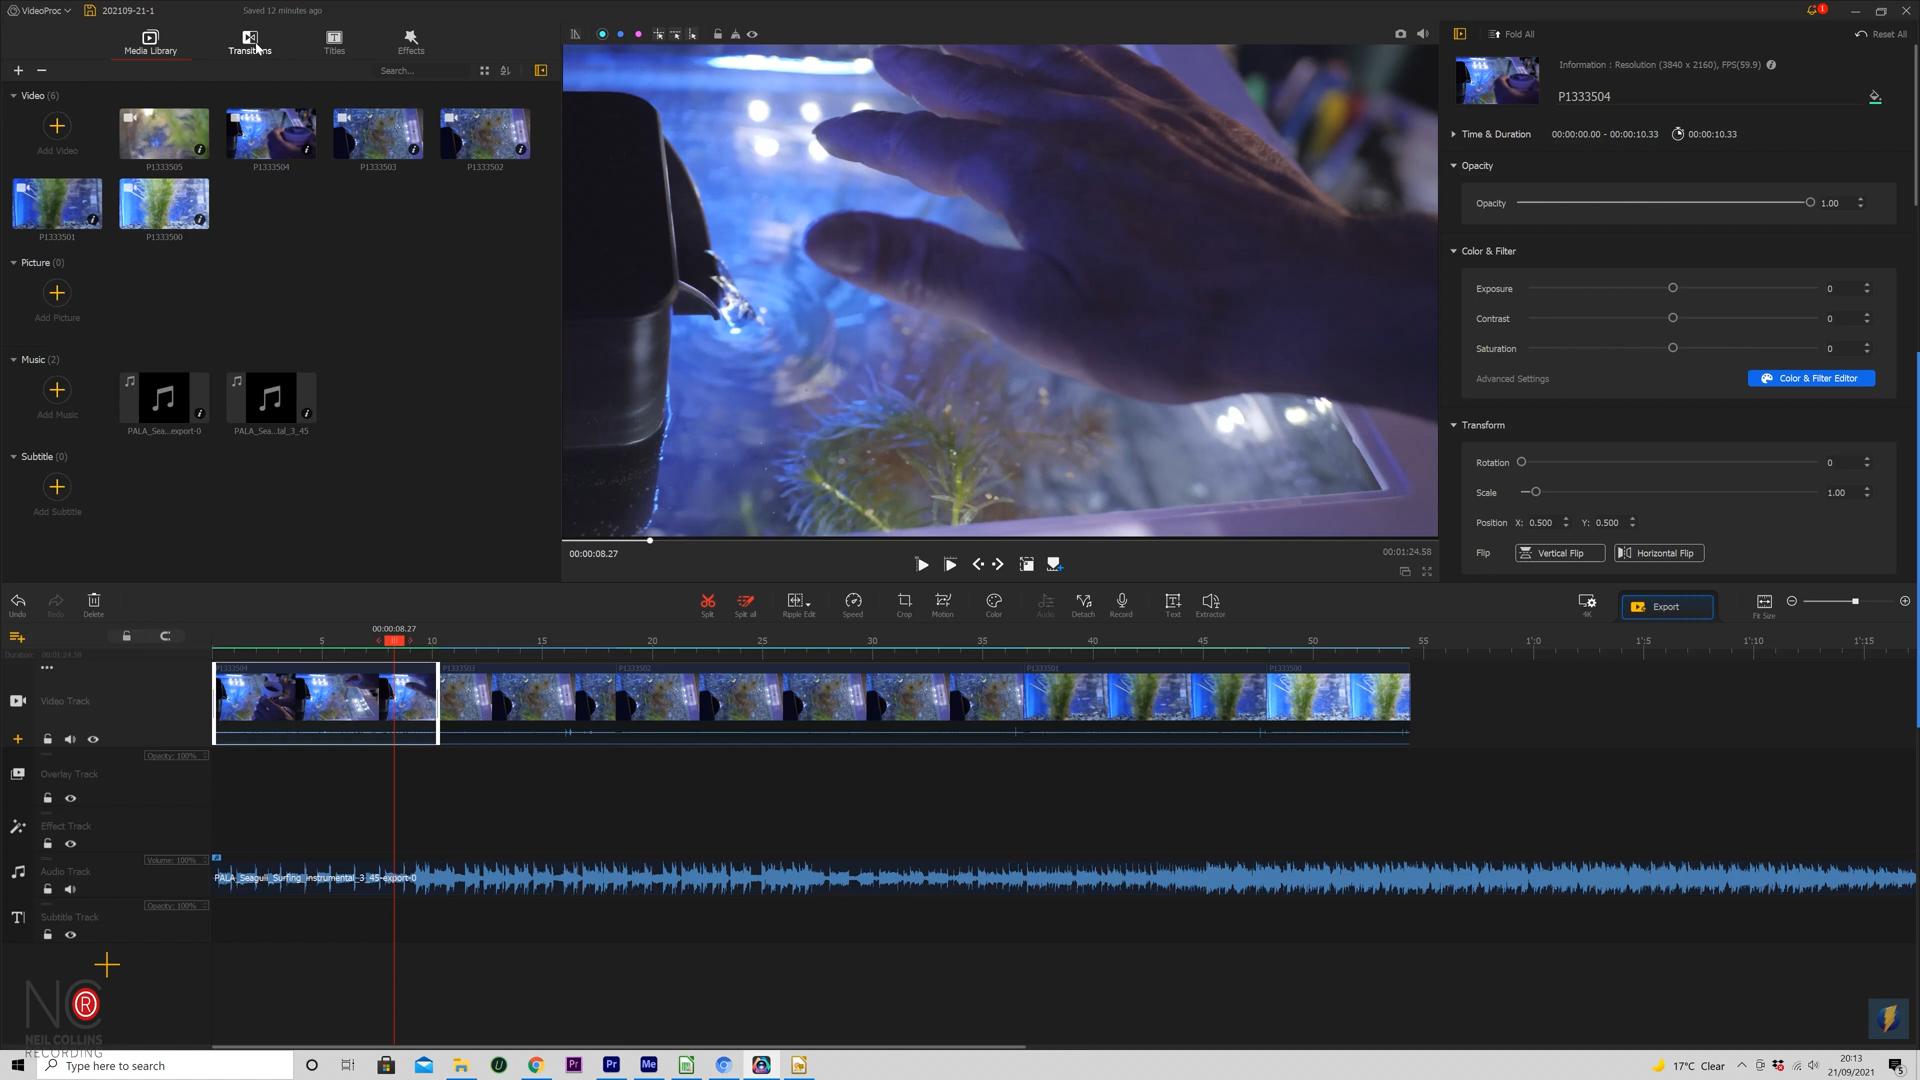 VideoProc
202109-21-1
Saved 12 minutes ago
Media Library
Transitions
Titles
Effects
Search...
Video (6)
Add Video
P1333505
P1333504
P1333503
P1333502
P1333501
P1333500
Picture (0)
Add Picture
Music (2)
Add Music
PALA_Sea...export-0
PALA_Sea...tal_3_45
Subtitle (0)
Add Subtitle
00:00:08.27
00:01:24.58
Fold All
Reset All
Information : Resolution (3840 x 2160), FPS(59.9)
P1333504
Time & Duration 00:00:00.00 - 00:00:10.33 00:00:10.33
Opacity
Opacity 1.00
Color & Filter
Exposure 0
Contrast 0
Saturation 0
Advanced Settings
Color & Filter Editor
Transform
Rotation 0
Scale 1.00
Position X: 0.500 Y: 0.500
Flip Vertical Flip Horizontal Flip
Undo Redo Delete
Split Split all Ripple Edit Speed Crop Motion Color Audio Detach Record Text Extractor
4K Export Fit Size
00:00:08.27
5 10 15 20 25 30 35 40 45 50 55 1'0 1'5 1'10 1'15
Duration: 00:01:24.58
P1333504 P1333503 P1333502 P1333501 P1333500
Video Track
Opacity: 100%
Overlay Track
Effect Track
Volume: 100%
Audio Track
PALA_Seagull_Surfing_instrumental_3_45-export-0
Opacity: 100%
Subtitle Track
NC
R
NEIL COLLINS
RECORDING
Type here to search
Pr Pr Me
17°C Clear
20:13
21/09/2021
5
1